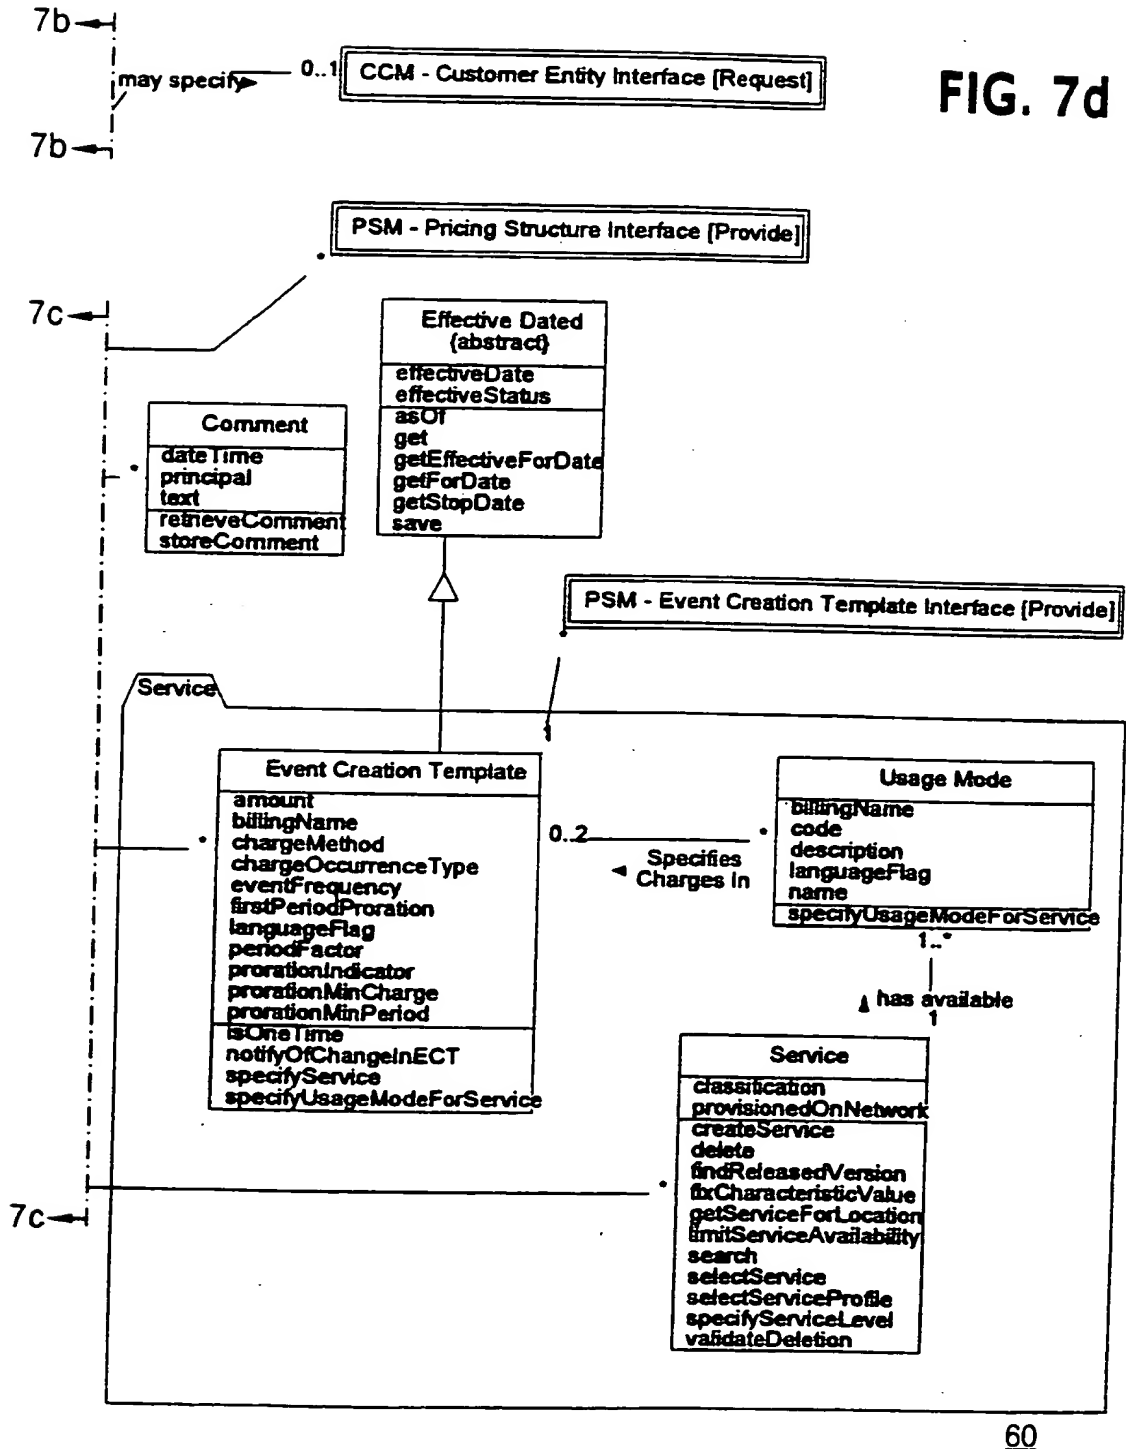 7b
may specify
0..1
CCM - Customer Entity Interface [Request]
FIG. 7d
7b
PSM - Pricing Structure Interface [Provide]
*
7c
Effective Dated
{abstract}
effectiveDate
effectiveStatus
asOf
get
getEffectiveForDate
getForDate
getStopDate
save
Comment
*
dateTime
principal
text
retrieveComment
storeComment
PSM - Event Creation Template Interface [Provide]
*
1
Service
Event Creation Template
*
amount
billingName
chargeMethod
chargeOccurrenceType
eventFrequency
firstPeriodProration
languageFlag
periodFactor
prorationIndicator
prorationMinCharge
prorationMinPeriod
isOneTime
notifyOfChangeInECT
specifyService
specifyUsageModeForService
0..2
*
Specifies
Charges In
Usage Mode
billingName
code
description
languageFlag
name
specifyUsageModeForService
1..*
has available
1
Service
classification
provisionedOnNetwork
createService
delete
findReleasedVersion
fixCharacteristicValue
getServiceForLocation
limitServiceAvailability
search
selectService
selectServiceProfile
specifyServiceLevel
validateDeletion
*
7c
60